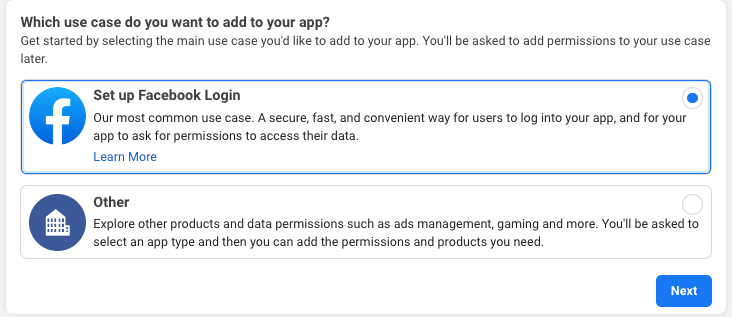 Which use case do you want to add to your app?
Get started by selecting the main use case you'd like to add to your app. You'll be asked to add permissions to your use case
later.
Set up Facebook Login
Our most common use case. A secure, fast, and convenient way for users to log into your app, and for your
app to ask for permissions to access their data.
Learn More
Other
Explore other products and data permissions such as ads management, gaming and more. You'll be asked to
select an app type and then you can add the permissions and products you need.
Next